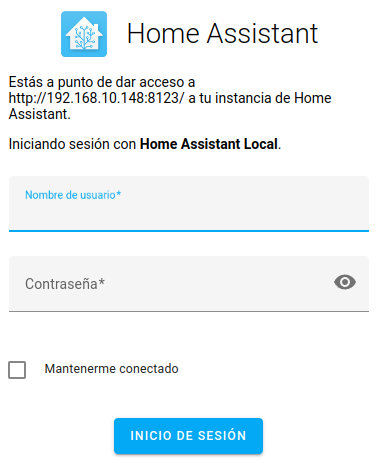 Home Assistant
Estás a punto de dar acceso a
http://192.168.10.148:8123/ a tu instancia de Home
Assistant.
Iniciando sesión con Home Assistant Local.
Nombre de usuario*
Contraseña*
Mantenerme conectado
INICIO DE SESIÓN